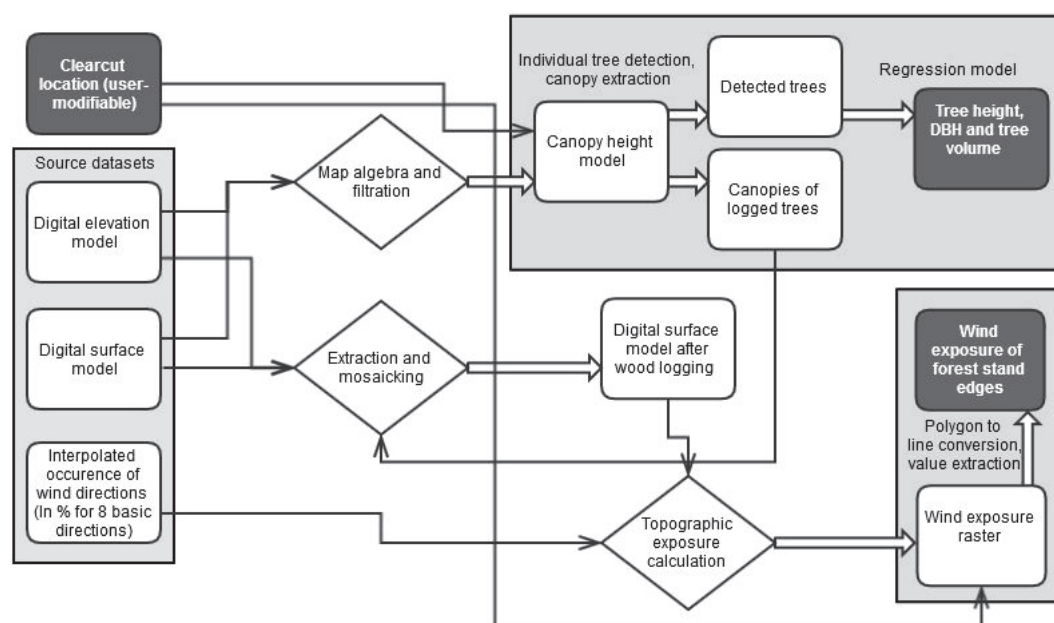 Clearcut
location (user-
modifiable)
Source datasets
Digital elevation
model
Digital surface
model
Interpolated occurence of
wind directions
(In % for 8 basic
directions)
Map algebra and
filtration
Extraction and
mosaicking
Individual tree detection,
canopy extraction
Canopy height
model
Detected trees
Canopies of
logged trees
Regression model
Tree height,
DBH and tree
volume
Digital surface
model after
wood logging
Topographic
exposure
calculation
Wind
exposure of
forest stand
edges
Polygon to
line conversion,
value extraction
Wind exposure
raster